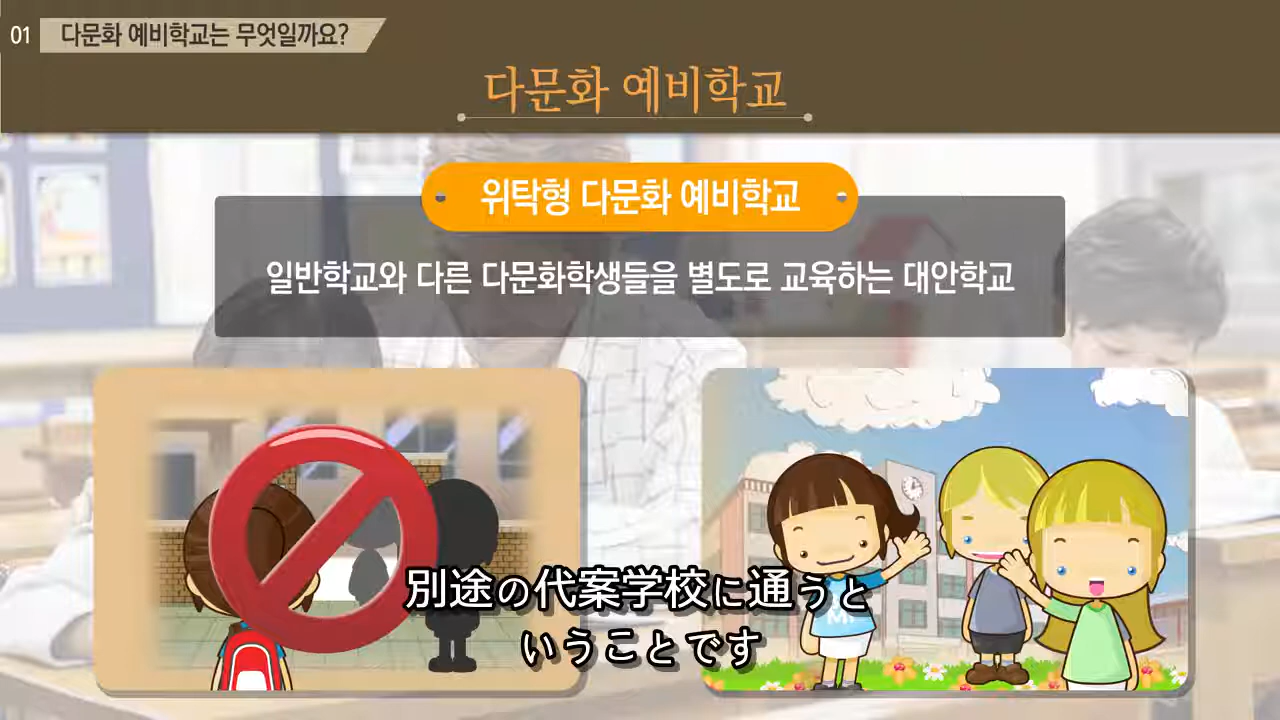 01 다문화 예비학교는 무엇일까요?
다문화 예비학교
위탁형 다문화 예비학교
일반학교와 다른 다문화학생들을 별도로 교육하는 대안학교
別途の代案学校に通うと
いうことです